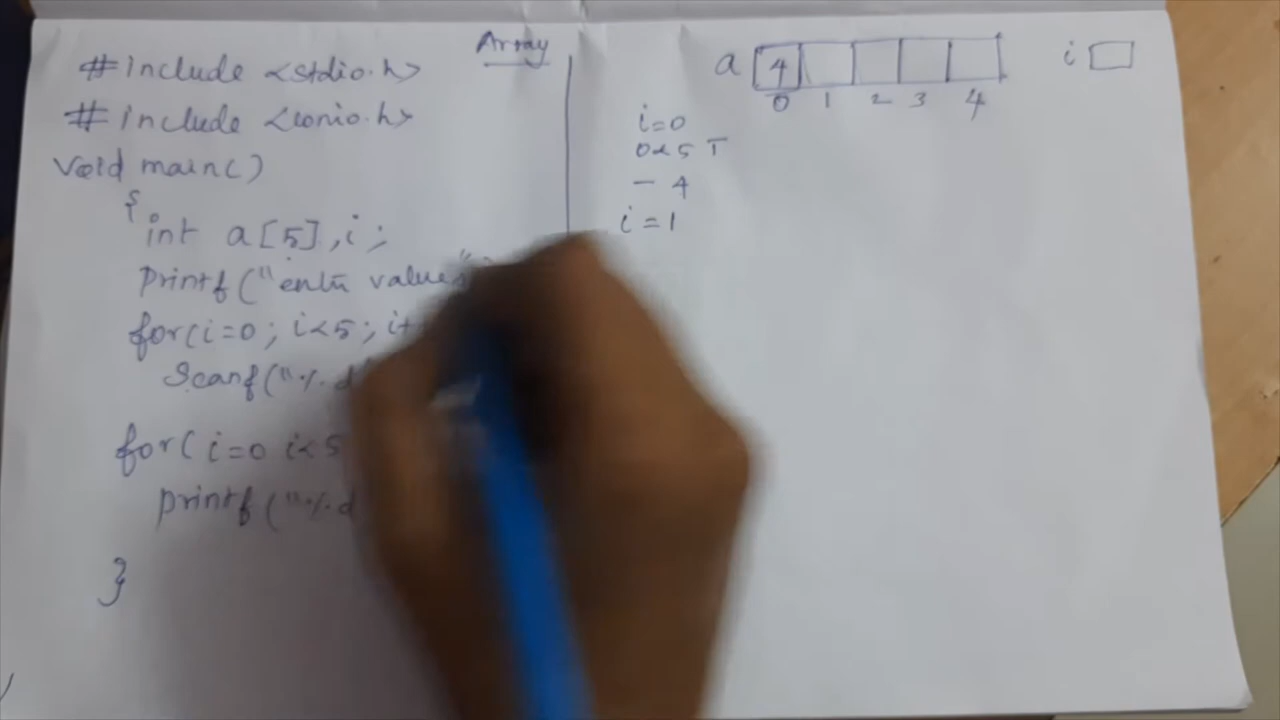 Array
#include <stdio.h>
#include <conio.h>
void main()
{
int a[5],i;
Printf("enter values"
for(i=0; i<5; i+
Scanf("%d
for( i=0 i<5
printf("%d
}
a 4 i
0 1 2 3 4
i=0
0<5 T
- 4
i=1